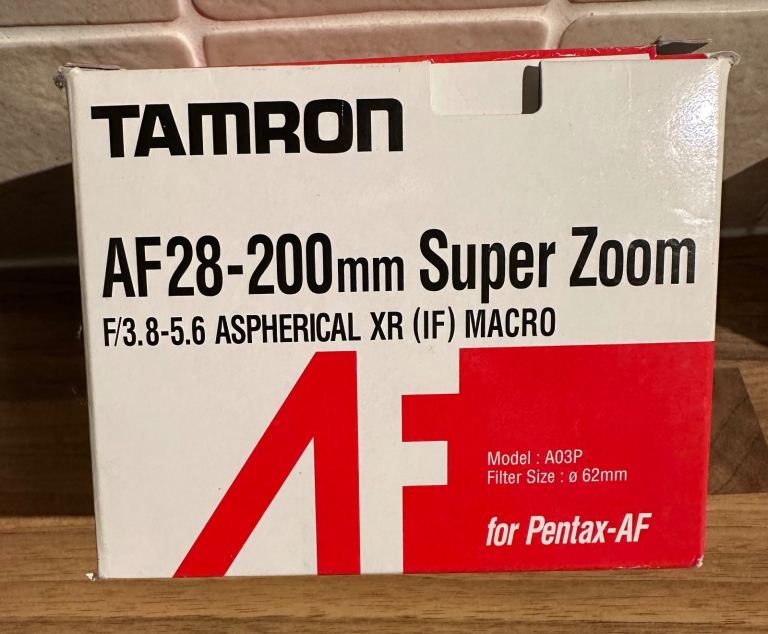 TAMRON
AF28-200mm Super Zoom
F/3.8-5.6 ASPHERICAL XR (IF) MACRO
AF
Model : A03P
Filter Size : ø 62mm
for Pentax-AF